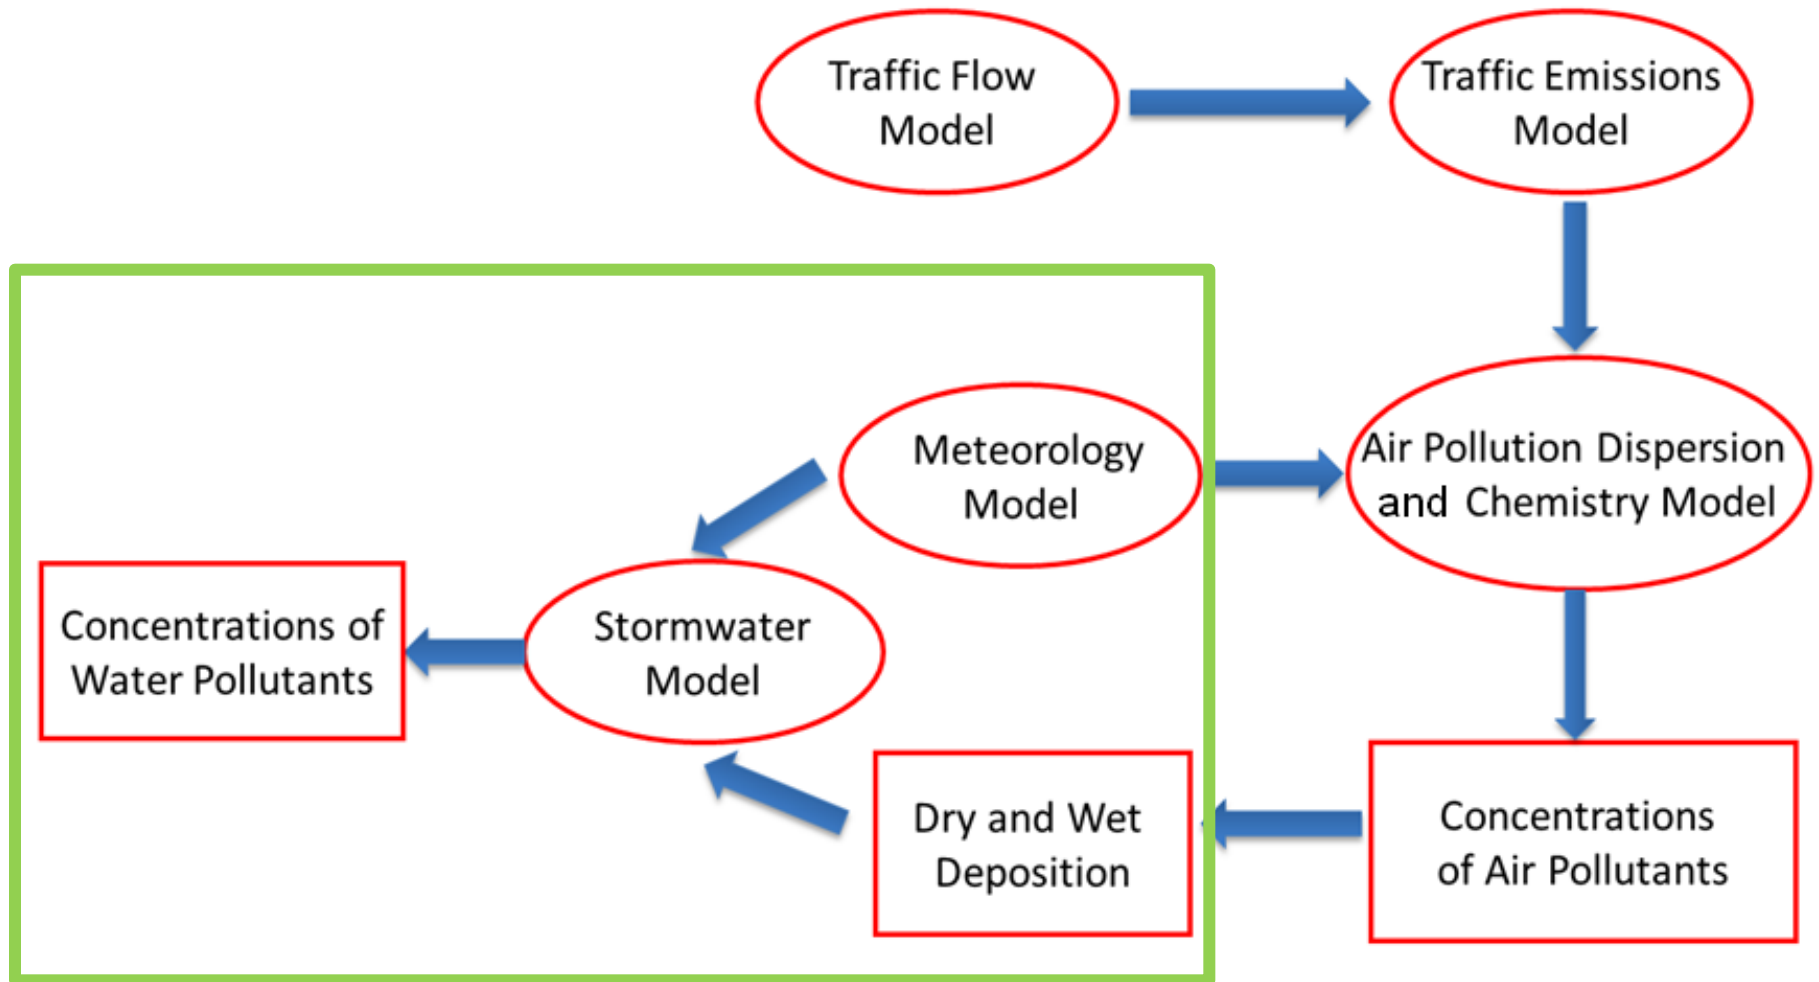 Traffic Flow
Model
Traffic Emissions
Model
Meteorology
Model
Air Pollution Dispersion
and Chemistry Model
Concentrations of
Water Pollutants
Stormwater
Model
Dry and Wet
Deposition
Concentrations
of Air Pollutants